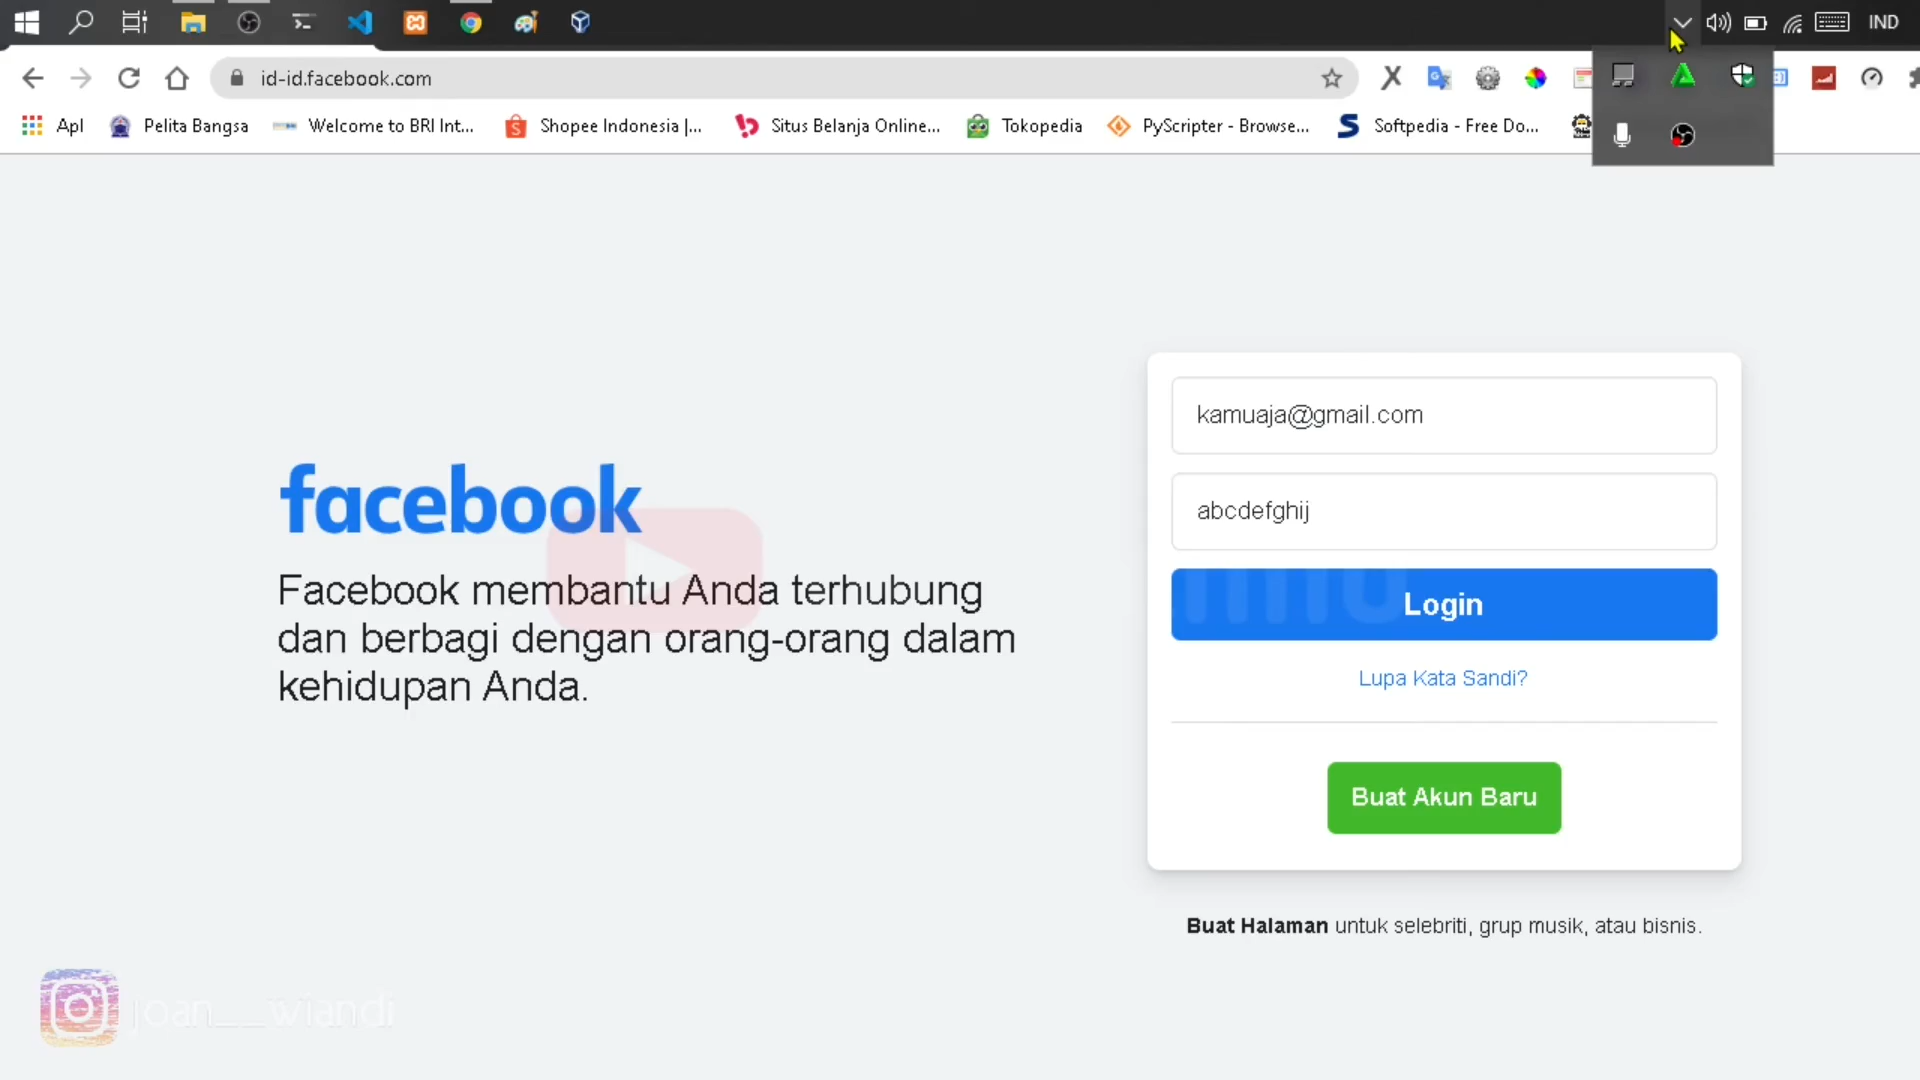 IND
id-id.facebook.com
Apl
Pelita Bangsa
Welcome to BRI Int...
Shopee Indonesia |...
Situs Belanja Online...
Tokopedia
PyScripter - Browse...
Softpedia - Free Do...
facebook
Facebook membantu Anda terhubung
dan berbagi dengan orang-orang dalam
kehidupan Anda.
kamuaja@gmail.com
abcdefghij
Login
Lupa Kata Sandi?
Buat Akun Baru
Buat Halaman untuk selebriti, grup musik, atau bisnis.
joan__wiandi